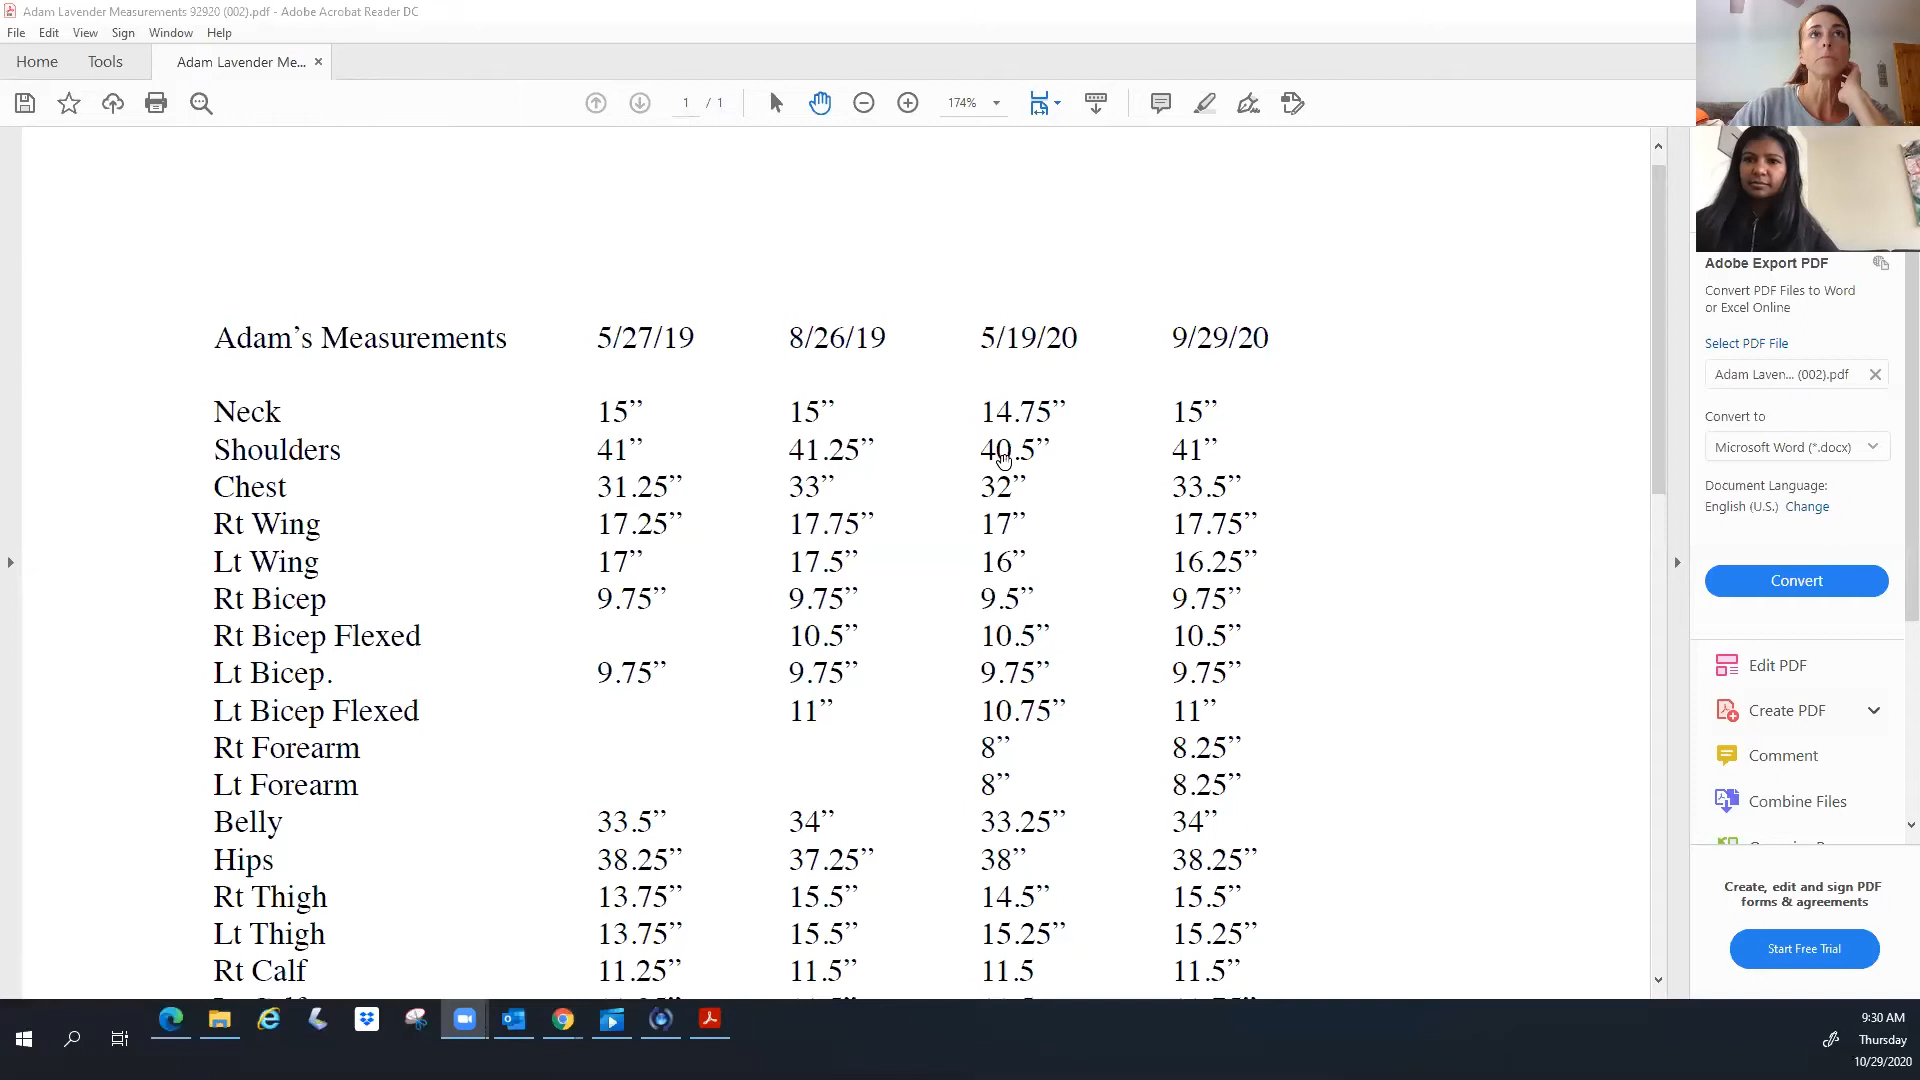 Adam Lavender Measurements 92920 (002).pdf - Adobe Acrobat Reader DC
File Edit View Sign Window Help
Home Tools Adam Lavender Me... ×
1 / 1 174%
Adam’s Measurements 5/27/19 8/26/19 5/19/20 9/29/20
Neck 15” 15” 14.75” 15”
Shoulders 41” 41.25” 40.5” 41”
Chest 31.25” 33” 32” 33.5”
Rt Wing 17.25” 17.75” 17” 17.75”
Lt Wing 17” 17.5” 16” 16.25”
Rt Bicep 9.75” 9.75” 9.5” 9.75”
Rt Bicep Flexed 10.5” 10.5” 10.5”
Lt Bicep. 9.75” 9.75” 9.75” 9.75”
Lt Bicep Flexed 11” 10.75” 11”
Rt Forearm 8” 8.25”
Lt Forearm 8” 8.25”
Belly 33.5” 34” 33.25” 34”
Hips 38.25” 37.25” 38” 38.25”
Rt Thigh 13.75” 15.5” 14.5” 15.5”
Lt Thigh 13.75” 15.5” 15.25” 15.25”
Rt Calf 11.25” 11.5” 11.5 11.5”
Adobe Export PDF
Convert PDF Files to Word
or Excel Online
Select PDF File
Adam Laven... (002).pdf
Convert to
Microsoft Word (*.docx)
Document Language:
English (U.S.) Change
Convert
Edit PDF
Create PDF
Comment
Combine Files
Create, edit and sign PDF
forms & agreements
Start Free Trial
9:30 AM
Thursday
10/29/2020